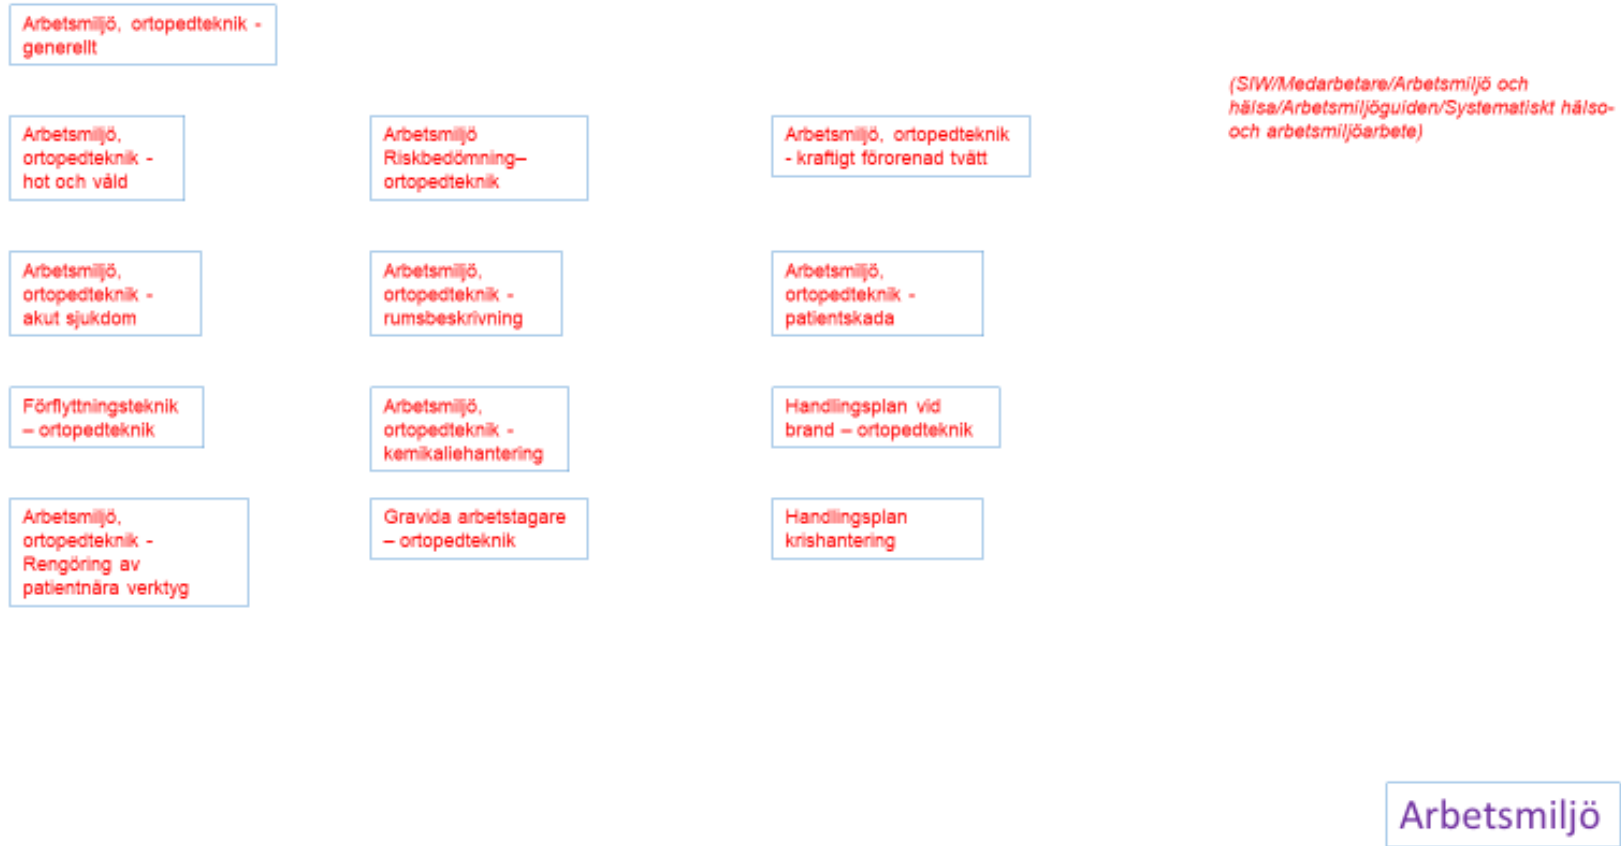 Arbetsmiljö, ortopedteknik -
generellt
(SIW/Medarbetare/Arbetsmiljö och
hälsa/Arbetsmiljöguiden/Systematiskt hälso-
och arbetsmiljöarbete)
Arbetsmiljö,
ortopedteknik -
hot och våld
Arbetsmiljö
Riskbedömning–
ortopedteknik
Arbetsmiljö, ortopedteknik
- kraftigt förorenad tvätt
Arbetsmiljö,
ortopedteknik -
akut sjukdom
Arbetsmiljö,
ortopedteknik -
rumsbeskrivning
Arbetsmiljö,
ortopedteknik -
patientskada
Förflyttningsteknik
– ortopedteknik
Arbetsmiljö,
ortopedteknik -
kemikaliehantering
Handlingsplan vid
brand – ortopedteknik
Arbetsmiljö,
ortopedteknik -
Rengöring av
patientnära verktyg
Gravida arbetstagare
– ortopedteknik
Handlingsplan
krishantering
Arbetsmiljö